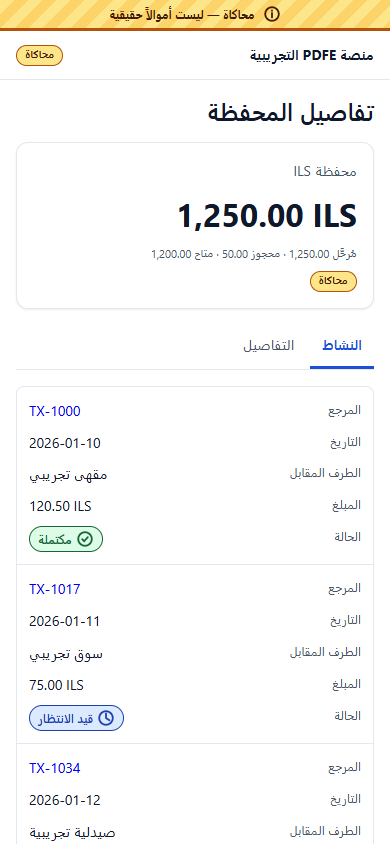 محاكاة — ليست أموالاً حقيقية
منصة PDFE التجريبية
محاكاة
تفاصيل المحفظة
محفظة ILS
1,250.00 ILS
مُرحَّل 1,250.00 · محجوز 50.00 · متاح 1,200.00
محاكاة
النشاط
التفاصيل
المرجع TX-1000
التاريخ 2026-01-10
الطرف المقابل مقهى تجريبي
المبلغ 120.50 ILS
الحالة مكتملة
المرجع TX-1017
التاريخ 2026-01-11
الطرف المقابل سوق تجريبي
المبلغ 75.00 ILS
الحالة قيد الانتظار
المرجع TX-1034
التاريخ 2026-01-12
الطرف المقابل صيدلية تجريبية